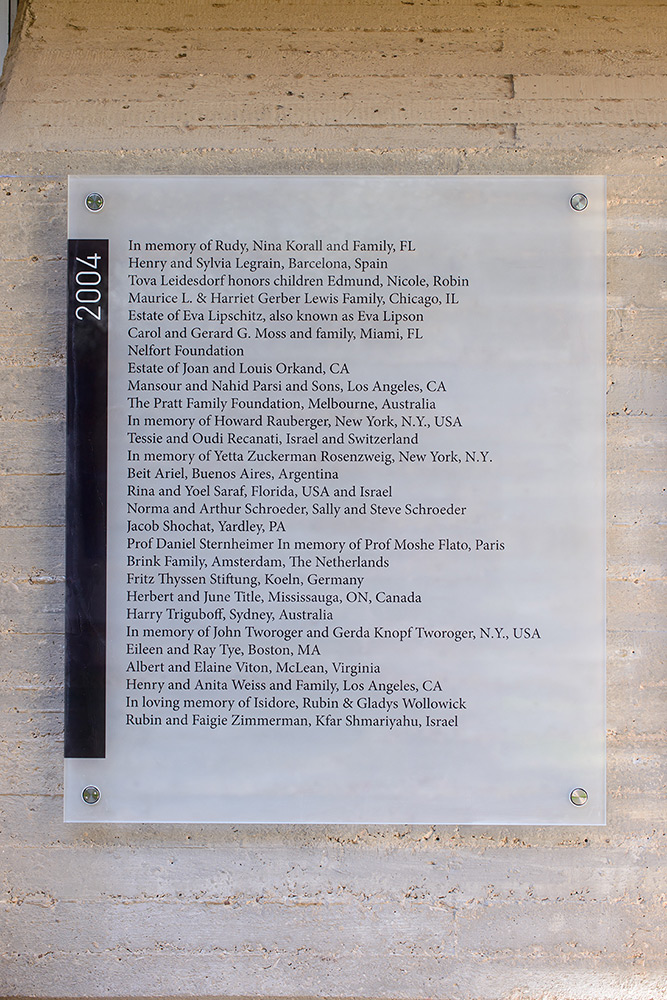 2004
In memory of Rudy, Nina Korall and Family, FL
Henry and Sylvia Legrain, Barcelona, Spain
Tova Leidesdorf honors children Edmund, Nicole, Robin
Maurice L. & Harriet Gerber Lewis Family, Chicago, IL
Estate of Eva Lipschitz, also known as Eva Lipson
Carol and Gerard G. Moss and family, Miami, FL
Nelfort Foundation
Estate of Joan and Louis Orkand, CA
Mansour and Nahid Parsi and Sons, Los Angeles, CA
The Pratt Family Foundation, Melbourne, Australia
In memory of Howard Rauberger, New York, N.Y., USA
Tessie and Oudi Recanati, Israel and Switzerland
In memory of Yetta Zuckerman Rosenzweig, New York, N.Y.
Beit Ariel, Buenos Aires, Argentina
Rina and Yoel Saraf, Florida, USA and Israel
Norma and Arthur Schroeder, Sally and Steve Schroeder
Jacob Shochat, Yardley, PA
Prof Daniel Sternheimer In memory of Prof Moshe Flato, Paris
Brink Family, Amsterdam, The Netherlands
Fritz Thyssen Stiftung, Koeln, Germany
Herbert and June Title, Mississauga, ON, Canada
Harry Triguboff, Sydney, Australia
In memory of John Tworoger and Gerda Knopf Tworoger, N.Y., USA
Eileen and Ray Tye, Boston, MA
Albert and Elaine Viton, McLean, Virginia
Henry and Anita Weiss and Family, Los Angeles, CA
In loving memory of Isidore, Rubin & Gladys Wollowick
Rubin and Faigie Zimmerman, Kfar Shmariyahu, Israel